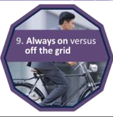 9. Always on versus
off the grid